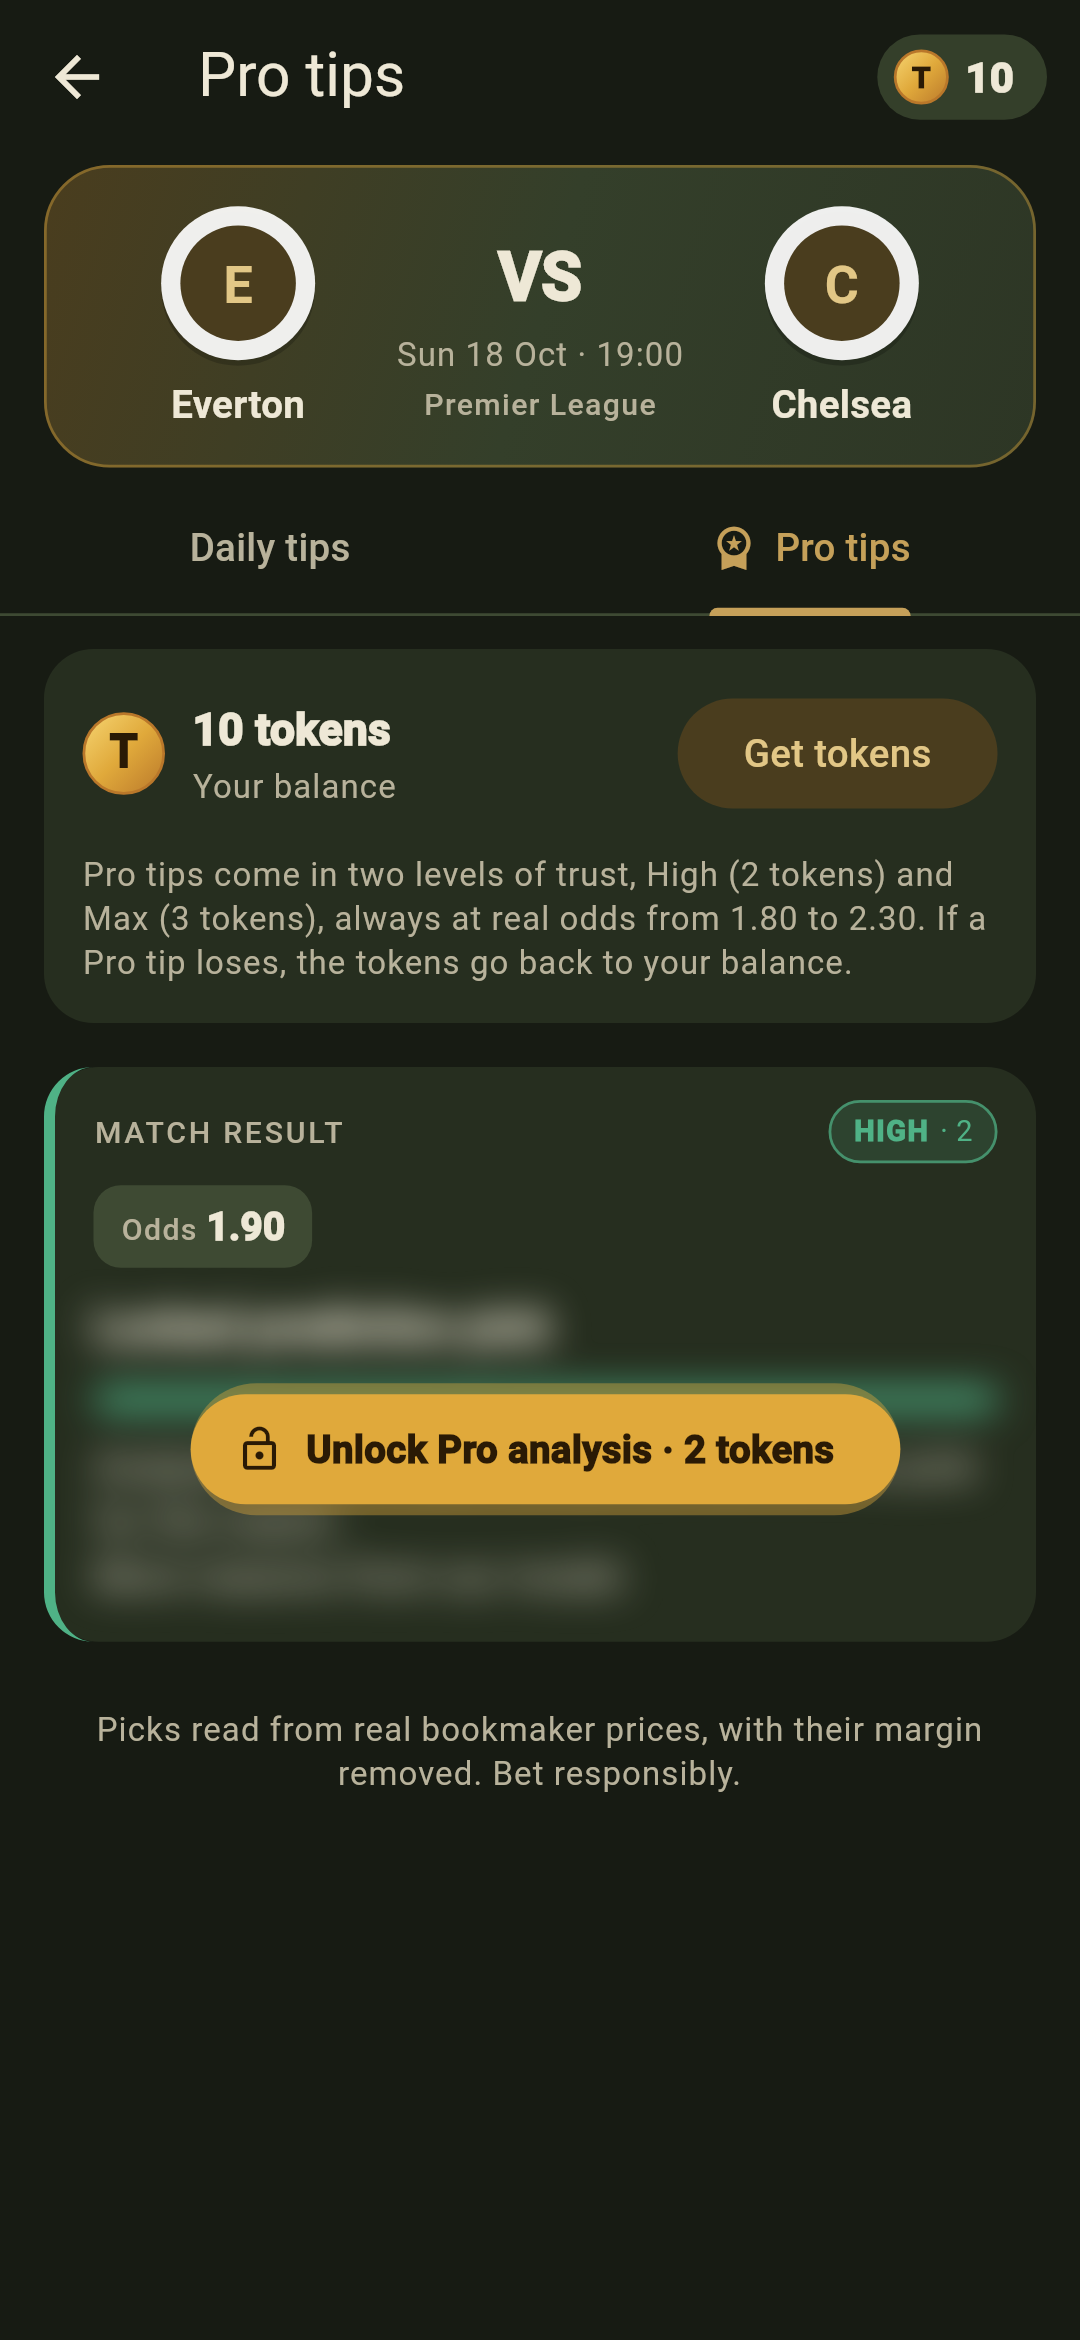 Pro tips
T 10
E
VS
C
Sun 18 Oct · 19:00
Everton
Premier League
Chelsea
Daily tips
Pro tips
T
10 tokens
Your balance
Get tokens
Pro tips come in two levels of trust, High (2 tokens) and
Max (3 tokens), always at real odds from 1.80 to 2.30. If a
Pro tip loses, the tokens go back to your balance.
MATCH RESULT
HIGH · 2
Odds 1.90
Unlock Pro analysis · 2 tokens
Picks read from real bookmaker prices, with their margin
removed. Bet responsibly.